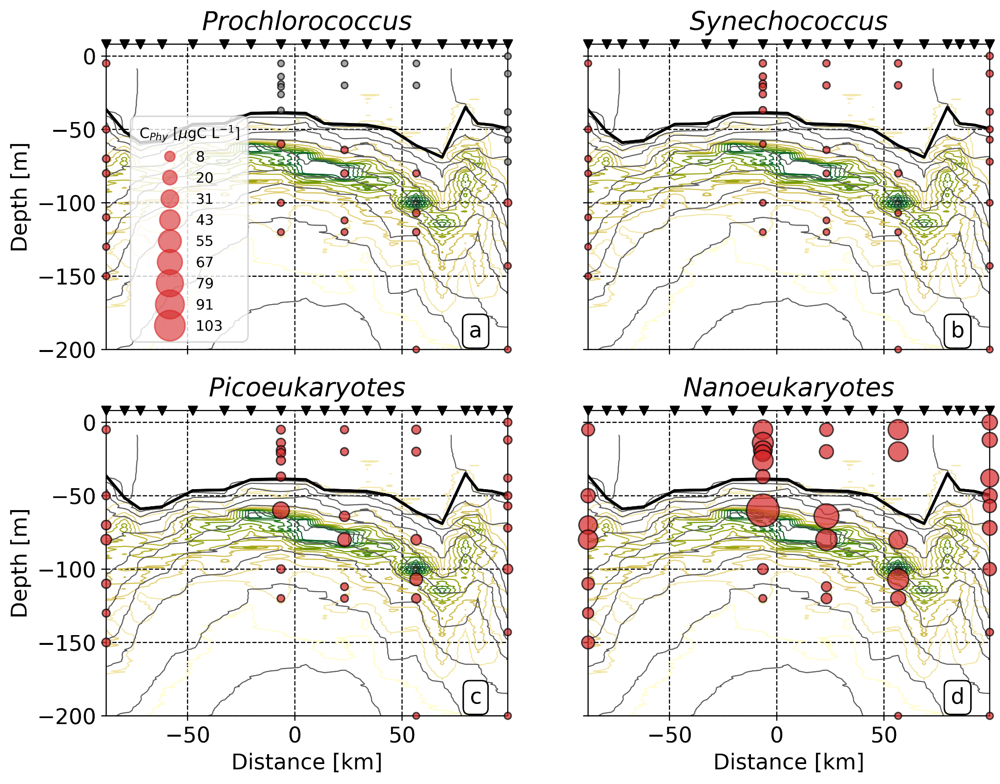 Prochlorococcus
Synechococcus
0
−50
−100
−150
−200
Depth [m]
C_Phy [μgC L⁻¹]
8
20
31
43
55
67
79
91
103
a
b
Picoeukaryotes
Nanoeukaryotes
0
−50
−100
−150
−200
Depth [m]
c
d
−50 0 50
−50 0 50
Distance [km]
Distance [km]